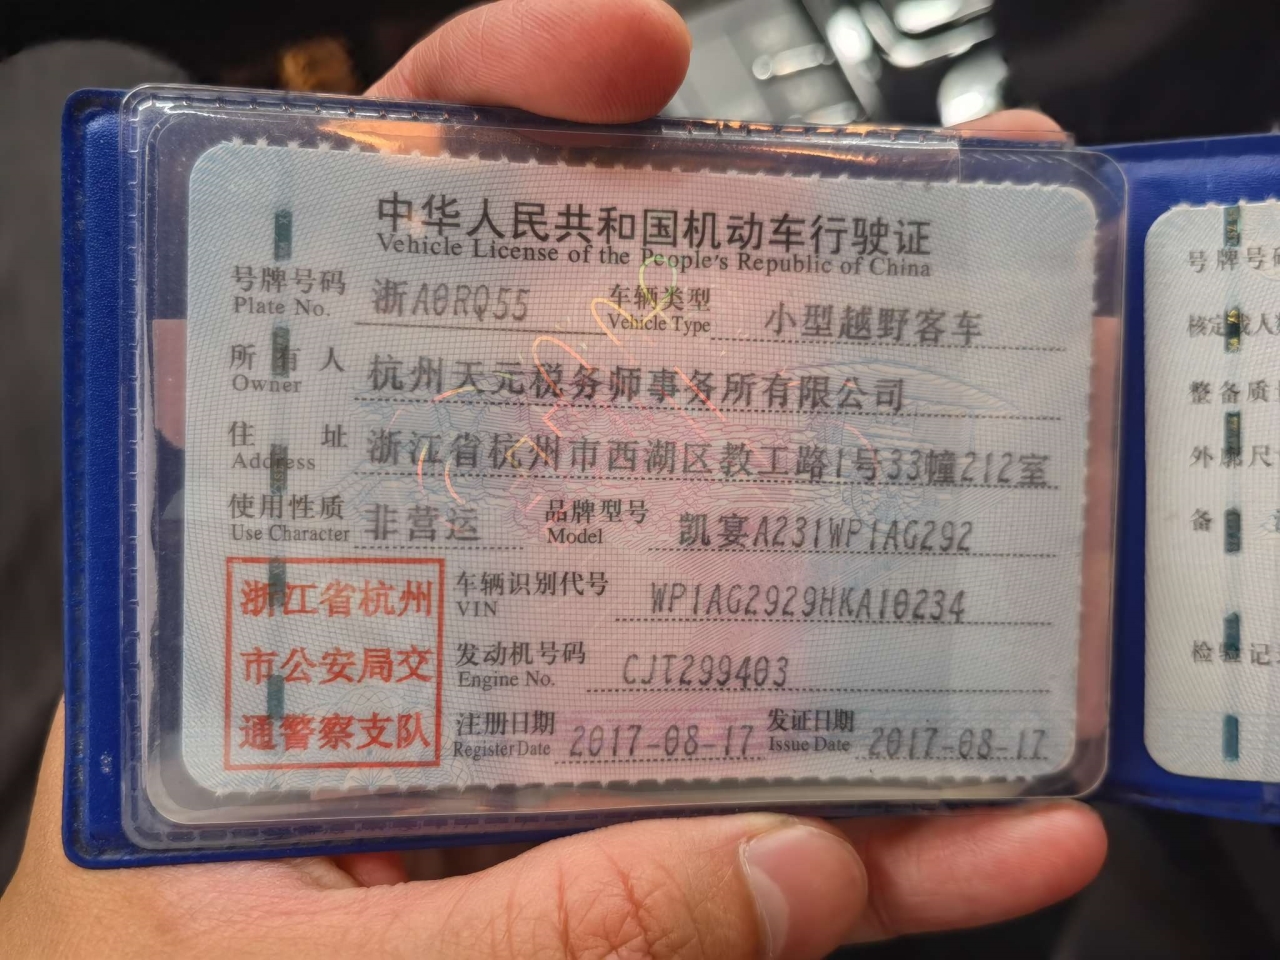 中华人民共和国机动车行驶证
Vehicle License of the People's Republic of China
号牌号码 浙A0RQ55 车辆类型 小型越野客车
Plate No. Vehicle Type
所有人 杭州天元税务师事务所有限公司
Owner
住址 浙江省杭州市西湖区教工路1号33幢212室
Address
使用性质 非营运 品牌型号 凯宴A231WP1AG292
Use Character Model
浙江省杭州
市公安局交
通警察支队
车辆识别代号 WP1AG2929HKA10234
VIN
发动机号码 CJT299403
Engine No.
注册日期 2017-08-17 发证日期 2017-08-17
Register Date Issue Date
号牌号码
核定载人
整备质
外廓尺
备
检验记